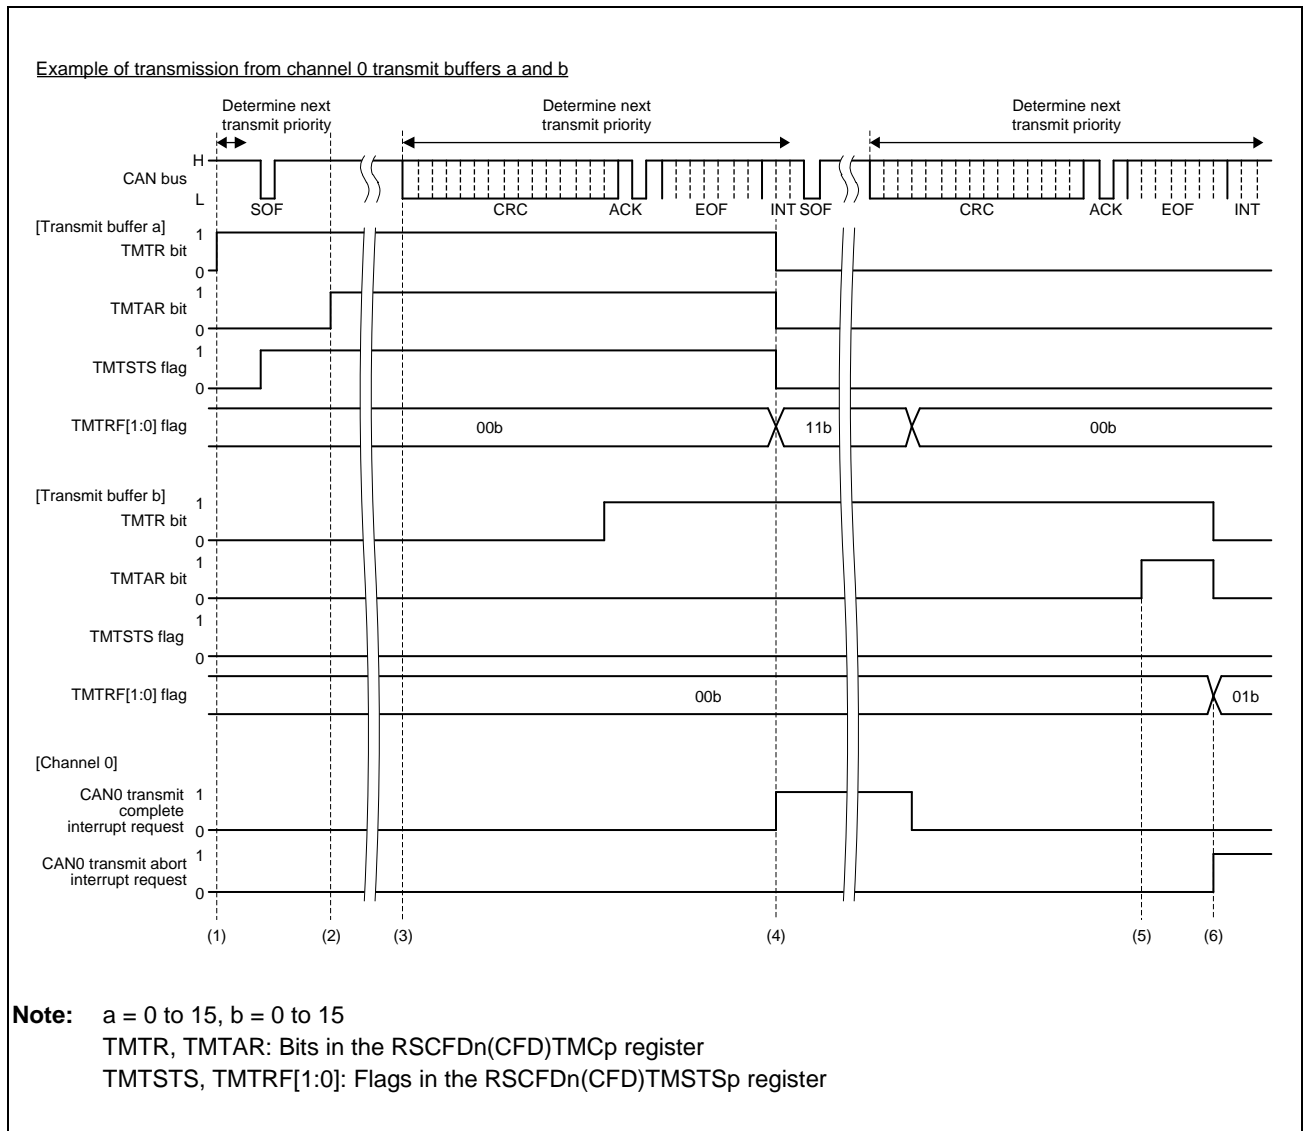 Example of transmission from channel 0 transmit buffers a and b
Determine next
transmit priority
Determine next
transmit priority
Determine next
transmit priority
H
CAN bus
L
SOF
CRC
ACK
EOF
INT
SOF
CRC
ACK
EOF
INT
[Transmit buffer a]
1
TMTR bit
0
1
TMTAR bit
0
1
TMTSTS flag
0
TMTRF[1:0] flag
00b
11b
00b
[Transmit buffer b]
1
TMTR bit
0
1
TMTAR bit
0
1
TMTSTS flag
0
TMTRF[1:0] flag
00b
01b
[Channel 0]
CAN0 transmit
complete
interrupt request
1
0
CAN0 transmit abort
interrupt request
1
0
(1)
(2)
(3)
(4)
(5)
(6)
Note: a = 0 to 15, b = 0 to 15
TMTR, TMTAR: Bits in the RSCFDn(CFD)TMCp register
TMTSTS, TMTRF[1:0]: Flags in the RSCFDn(CFD)TMSTSp register